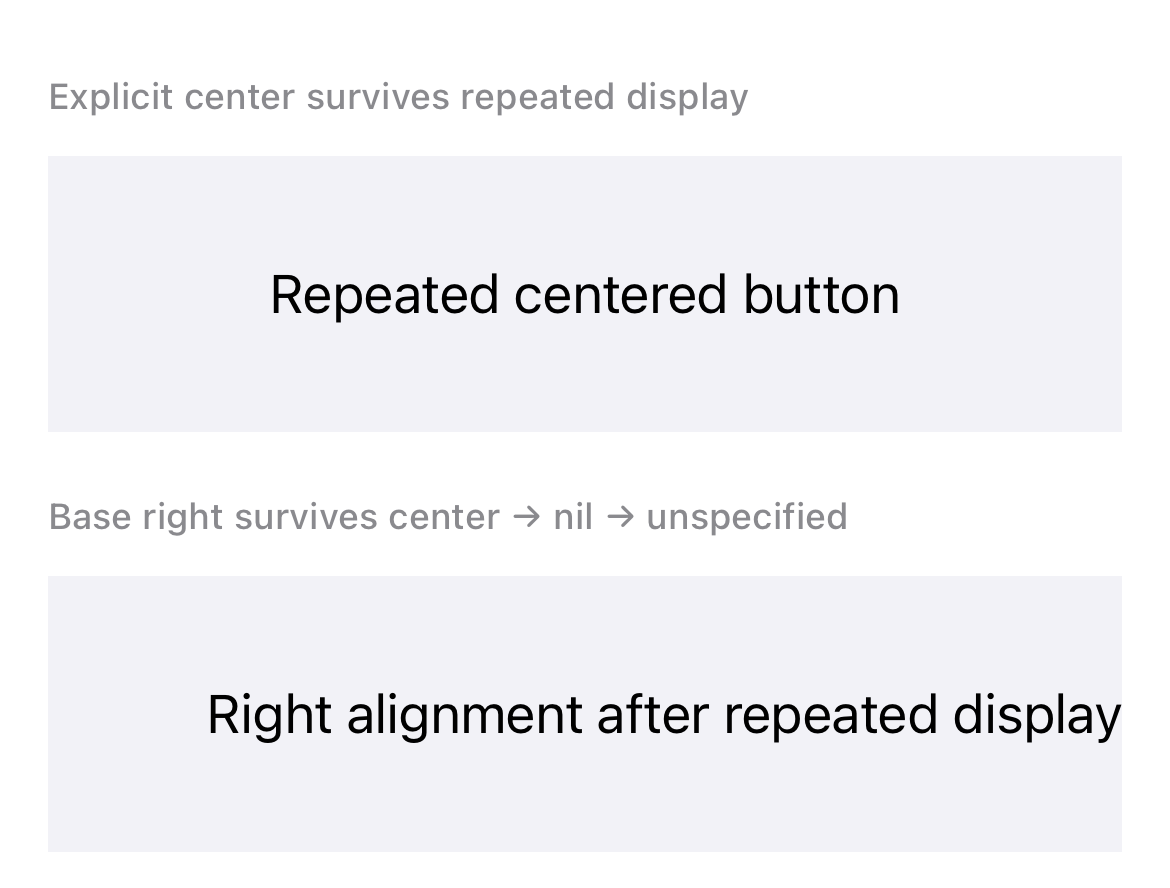 Explicit center survives repeated display
Repeated centered button
Base right survives center → nil → unspecified
Right alignment after repeated display